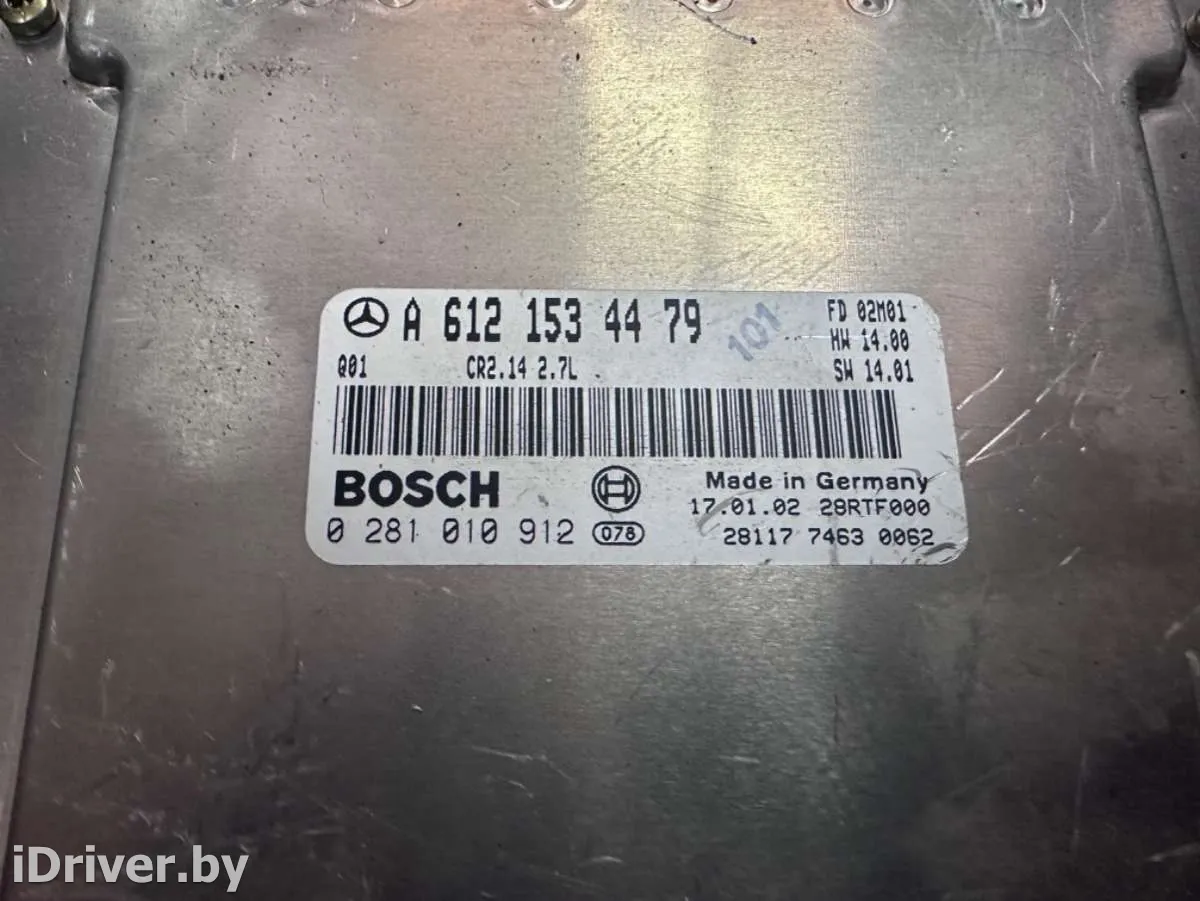 A 612 153 44 79
101
FD 02M01
HW 14.00
Q01 CR2.14 2.7L
SW 14.01
BOSCH
Made in Germany
17.01.02 28RTF000
0 281 010 912 078
28117 7463 0062
iDriver.by